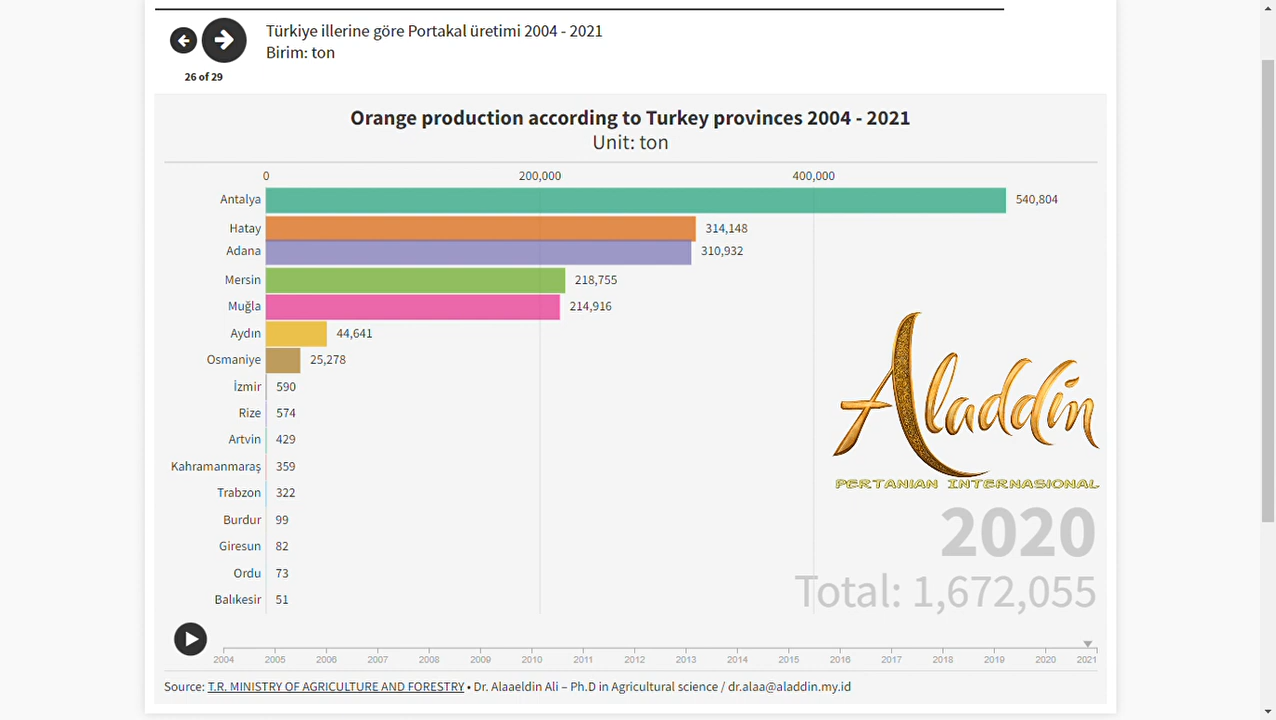 Türkiye illerine göre Portakal üretimi 2004 - 2021
Birim: ton
26 of 29
Orange production according to Turkey provinces 2004 - 2021
Unit: ton
0 200,000 400,000
Antalya 540,804
Hatay 314,148
Adana 310,932
Mersin 218,755
Muğla 214,916
Aydın 44,641
Osmaniye 25,278
İzmir 590
Rize 574
Artvin 429
Kahramanmaraş 359
Trabzon 322
Burdur 99
Giresun 82
Ordu 73
Balıkesir 51
Aladdin
PERTANIAN INTERNASIONAL
2020
Total: 1,672,055
2004 2005 2006 2007 2008 2009 2010 2011 2012 2013 2014 2015 2016 2017 2018 2019 2020 2021
Source: T.R. MINISTRY OF AGRICULTURE AND FORESTRY • Dr. Alaaeldin Ali – Ph.D in Agricultural science / dr.alaa@aladdin.my.id